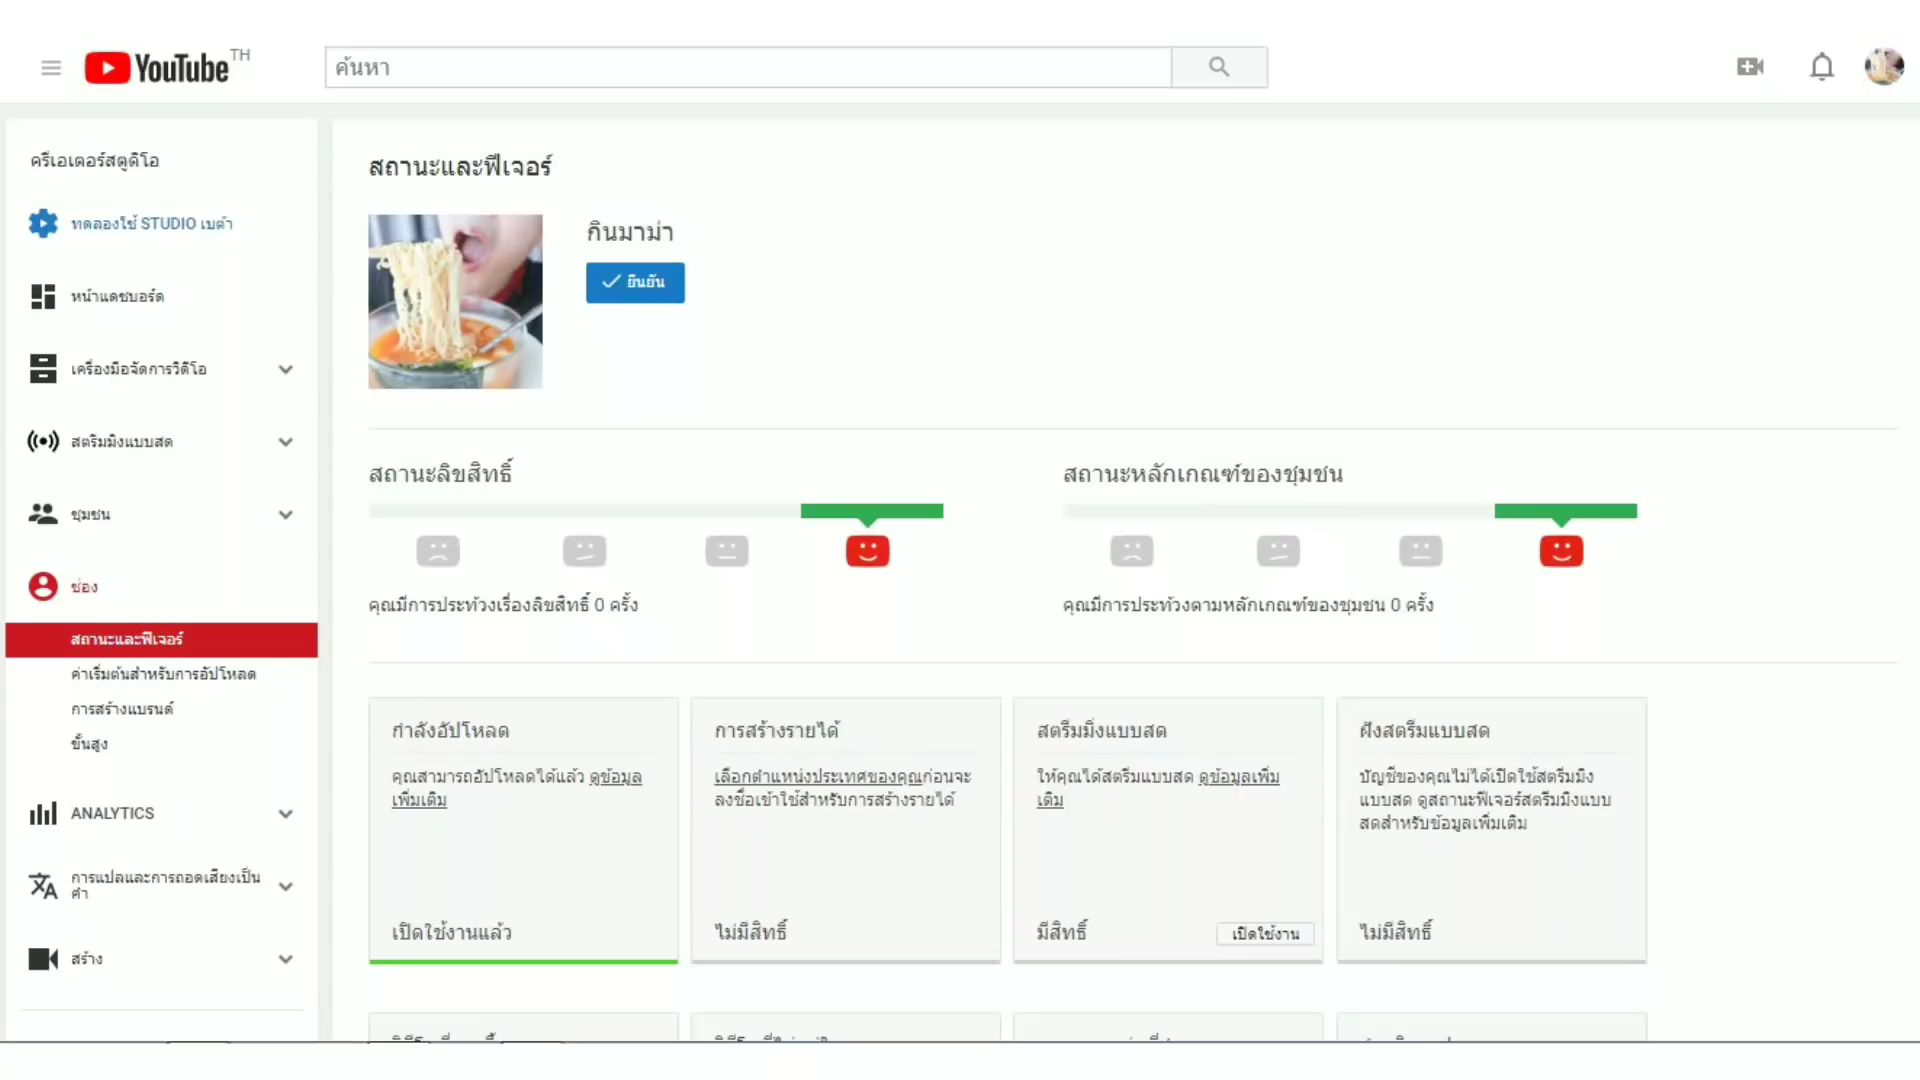 YouTube TH
ค้นหา
ครีเอเตอร์สตูดิโอ
ทดลองใช้ STUDIO เบต้า
หน้าแดชบอร์ด
เครื่องมือจัดการวิดีโอ
สตรีมมิงแบบสด
ชุมชน
ช่อง
สถานะและฟีเจอร์
ค่าเริ่มต้นสำหรับการอัปโหลด
การสร้างแบรนด์
ขั้นสูง
ANALYTICS
การแปลและการถอดเสียงเป็น
คำ
สร้าง
สถานะและฟีเจอร์
กินมาม่า
ยืนยัน
สถานะลิขสิทธิ์
คุณมีการประท้วงเรื่องลิขสิทธิ์ 0 ครั้ง
สถานะหลักเกณฑ์ของชุมชน
คุณมีการประท้วงตามหลักเกณฑ์ของชุมชน 0 ครั้ง
กำลังอัปโหลด
คุณสามารถอัปโหลดได้แล้ว ดูข้อมูล
เพิ่มเติม
เปิดใช้งานแล้ว
การสร้างรายได้
เลือกตำแหน่งประเทศของคุณก่อนจะ
ลงชื่อเข้าใช้สำหรับการสร้างรายได้
ไม่มีสิทธิ์
สตรีมมิ่งแบบสด
ให้คุณได้สตรีมแบบสด ดูข้อมูลเพิ่ม
เติม
มีสิทธิ์
เปิดใช้งาน
ฝังสตรีมแบบสด
บัญชีของคุณไม่ได้เปิดใช้สตรีมมิง
แบบสด ดูสถานะฟีเจอร์สตรีมมิงแบบ
สดสำหรับข้อมูลเพิ่มเติม
ไม่มีสิทธิ์